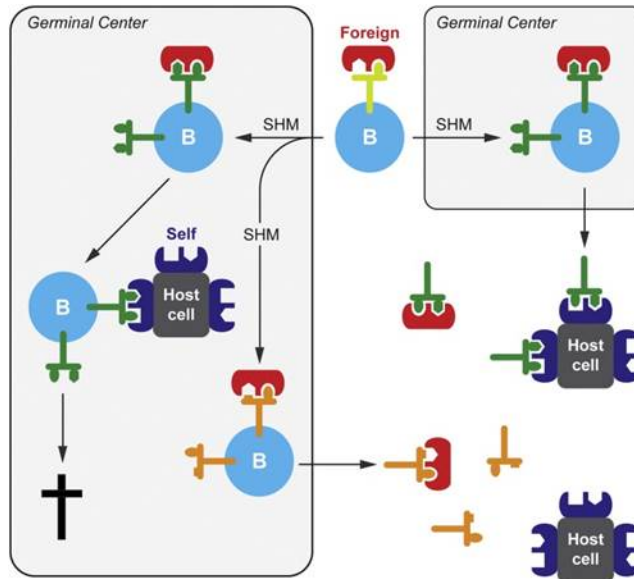 Germinal Center
Foreign
Germinal Center
B
SHM
B
SHM
B
SHM
Self
B
Host
cell
Host
cell
B
Host
cell